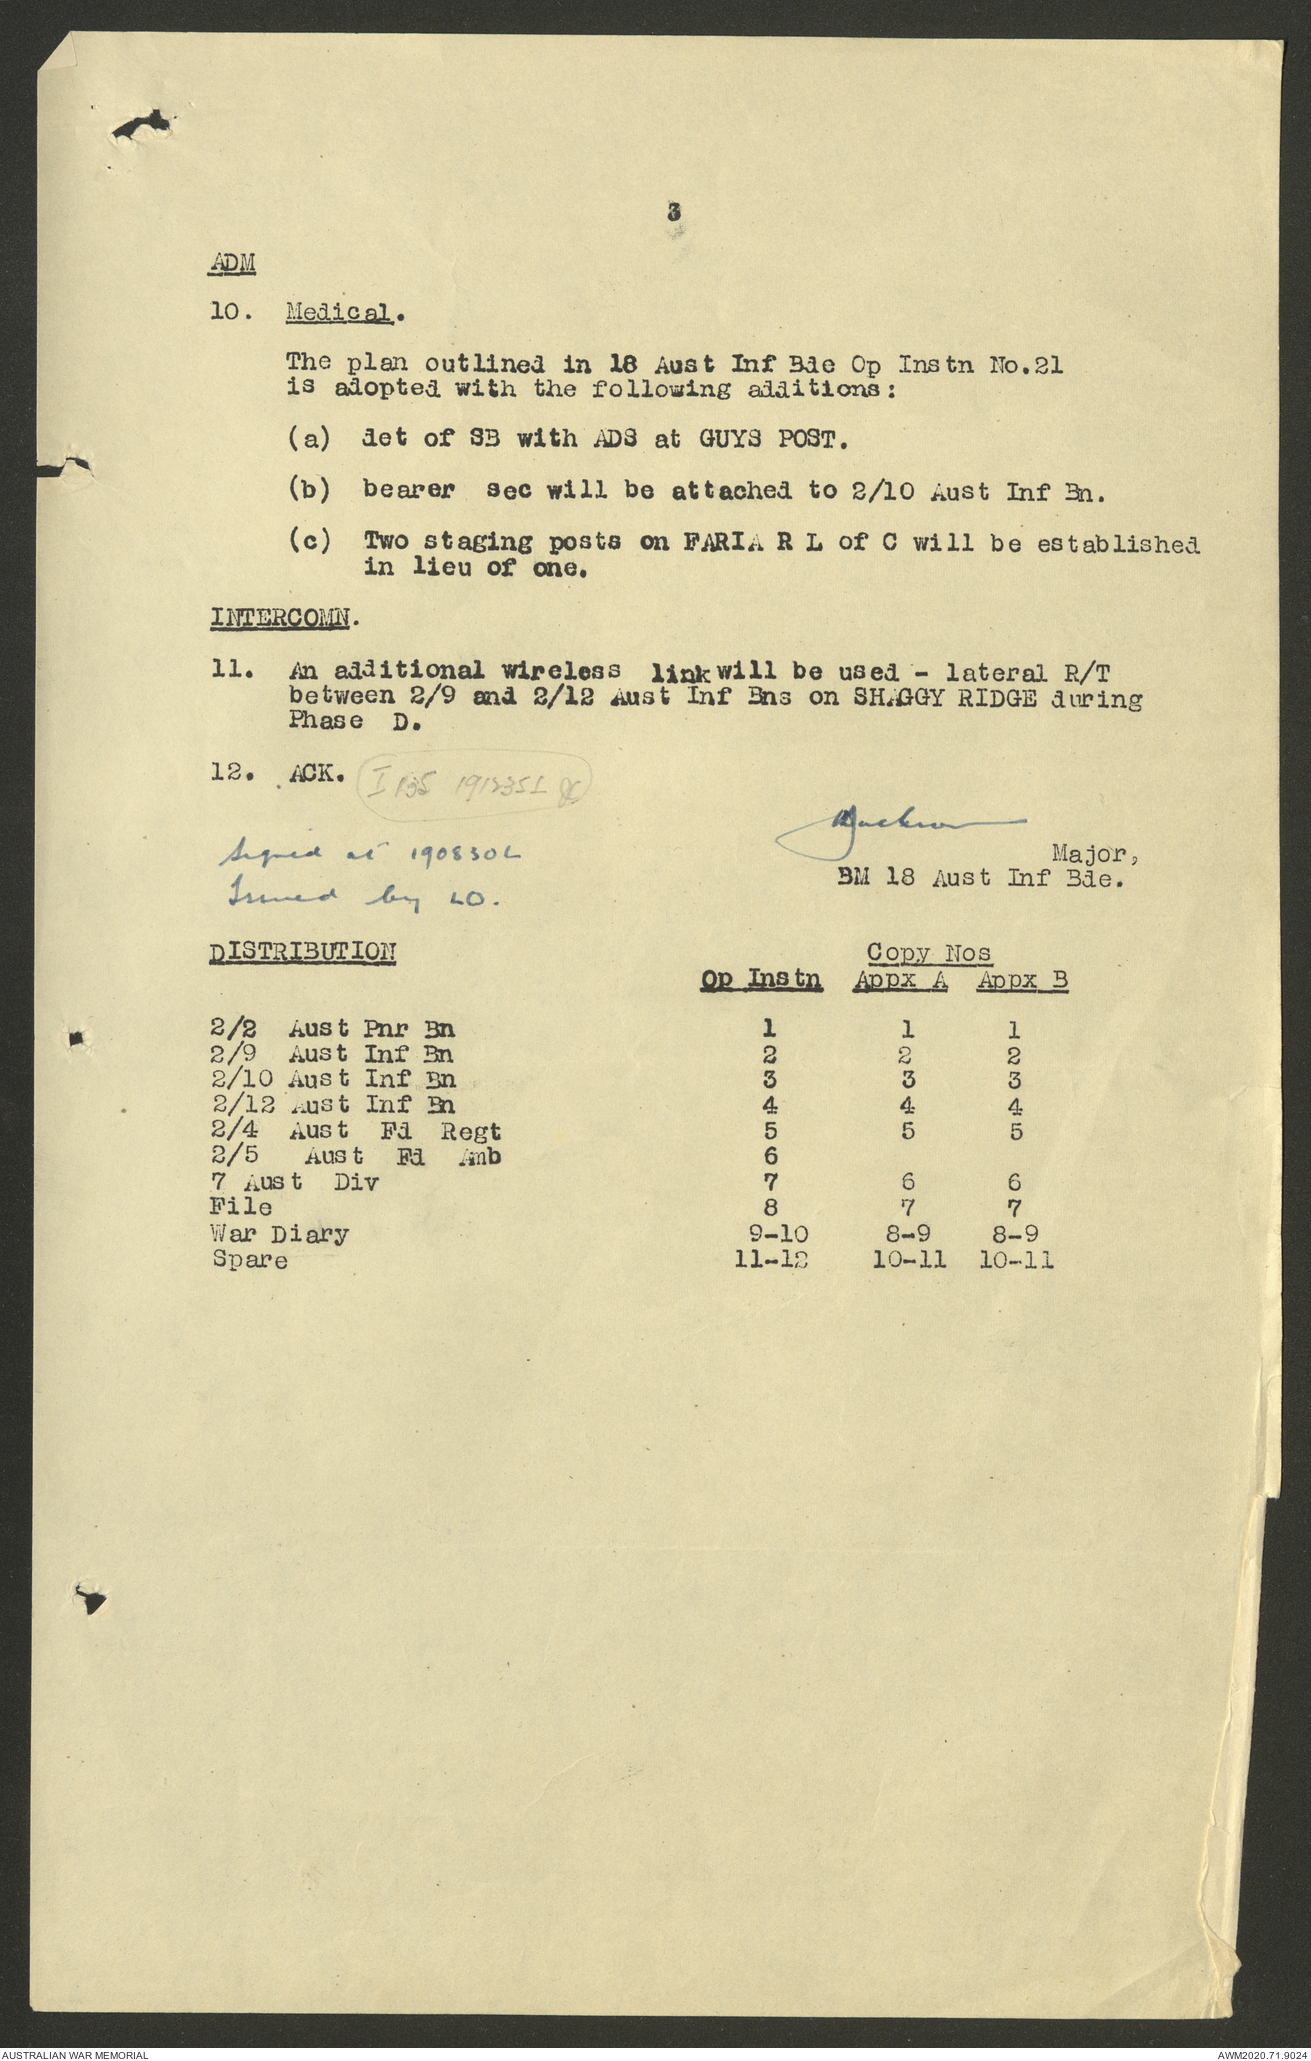 3
ADM
10. Medical.
The plan outlined in 18 Aust Inf Bde Op Instn No.21
is adopted with the following additions:
(a) det of SB with ADS at GUYS POST.
(b) bearer sec will be attached to 2/10 Aust Inf Bn.
(c) Two staging posts on FARIA R L of C will be established
in lieu of one.
INTERCOMN.
11. An additional wireless link will be used - lateral R/T
between 2/9 and 2/12 Aust Inf Bns on SHAGGY RIDGE during
Phase D.
12. ACK. I 135
Signed at 190830L
Major,
Issued by LO.
BM 18 Aust Inf Bde.
DISTRIBUTION Copy Nos
Op Instn Appx A Appx B
2/2 Aust Pnr Bn 1 1 1
2/9 Aust Inf Bn 2 2 2
2/10 Aust Inf Bn 3 3 3
2/12 Aust Inf Bn 4 4 4
2/4 Aust Fd Regt 5 5 5
2/5 Aust Fd Amb 6
7 Aust Div 7 6 6
File 8 7 7
War Diary 9-10 8-9 8-9
Spare 11-12 10-11 10-11
AUSTRALIAN WAR MEMORIAL AWM2020.71.9024